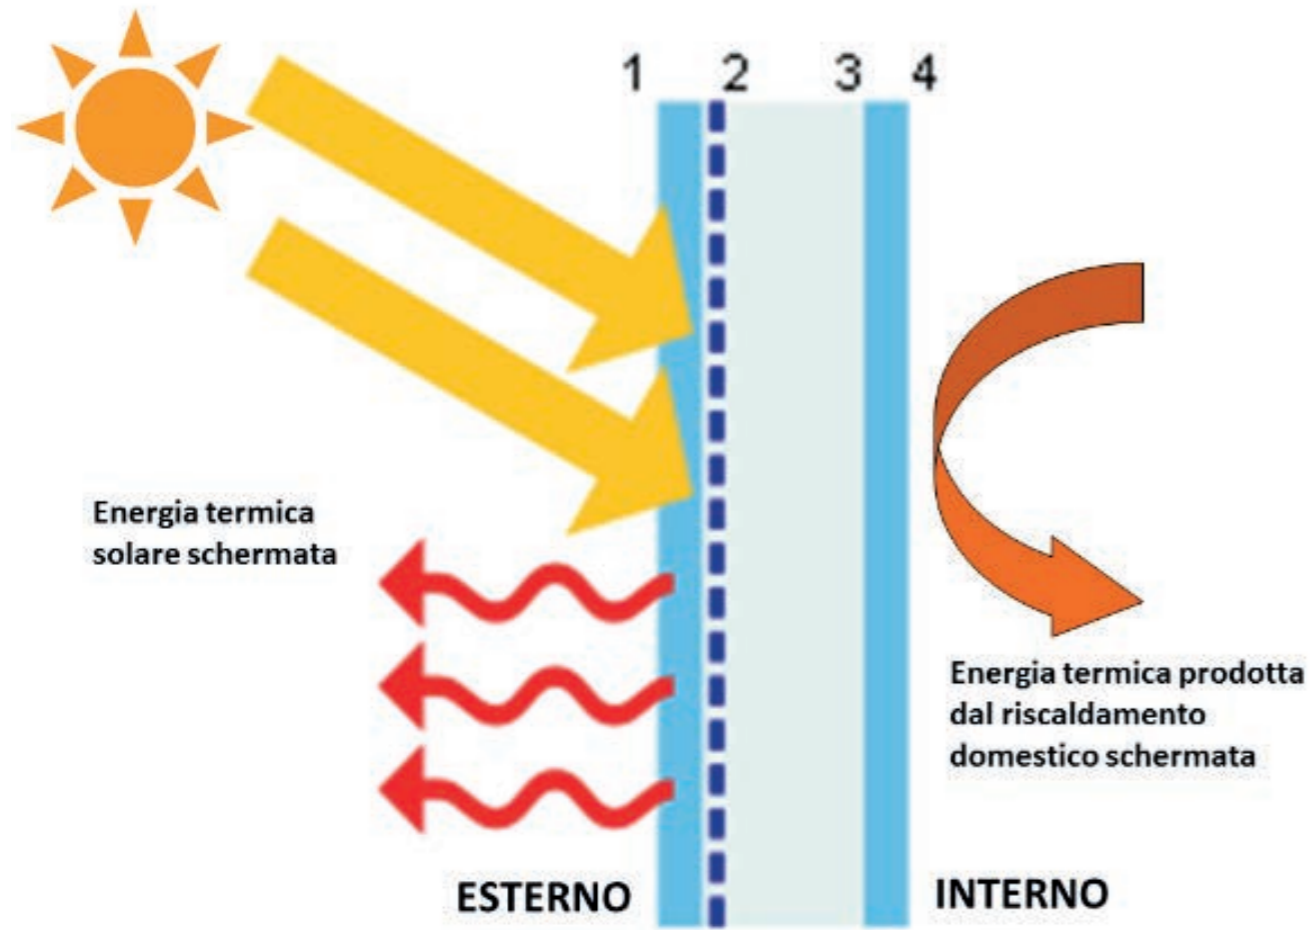 1 2 3 4
Energia termica
solare schermata
Energia termica prodotta
dal riscaldamento
domestico schermata
ESTERNO
INTERNO